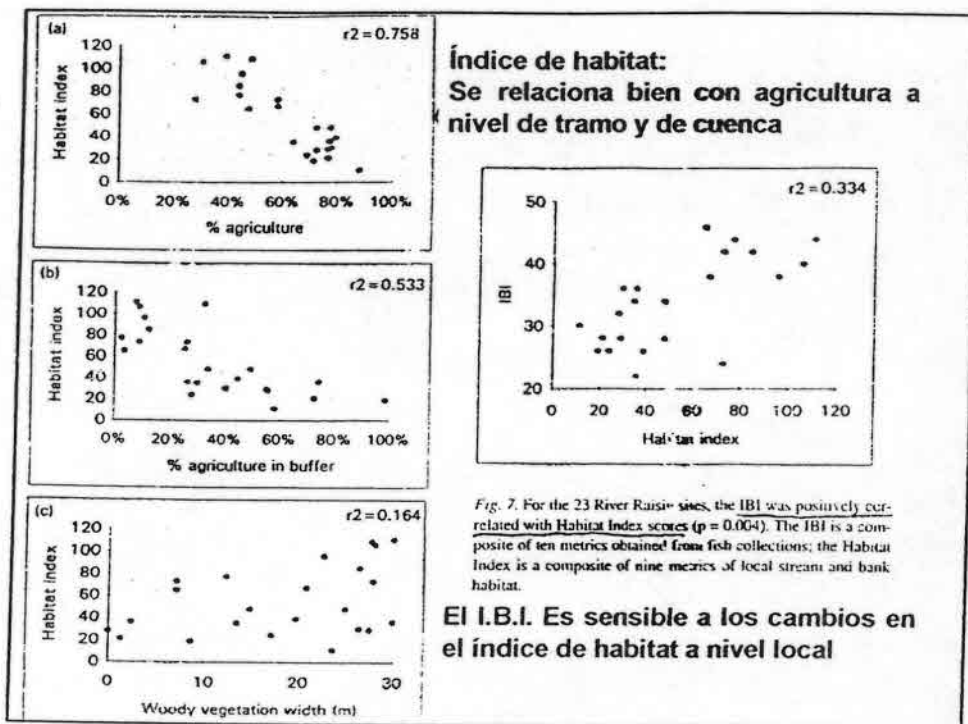 (a)
r2 = 0.758
Habitat index
120
100
80
60
40
20
0
0% 20% 40% 60% 80% 100%
% agriculture
(b)
r2 = 0.533
Habitat index
120
100
80
60
40
20
0
0% 20% 40% 60% 80% 100%
% agriculture in buffer
(c)
r2 = 0.164
Habitat index
120
100
80
60
40
20
0
0 10 20 30
Woody vegetation width (m)
Índice de habitat:
Se relaciona bien con agricultura a
nivel de tramo y de cuenca
r2 = 0.334
IBI
50
40
30
20
0 20 40 60 80 100 120
Habitat index
Fig. 7. For the 23 River Raisin sites, the IBI was positively cor-
related with Habitat Index scores (p = 0.004). The IBI is a com-
posite of ten metrics obtained from fish collections; the Habitat
Index is a composite of nine metrics of local stream and bank
habitat.
El I.B.I. Es sensible a los cambios en
el índice de habitat a nivel local